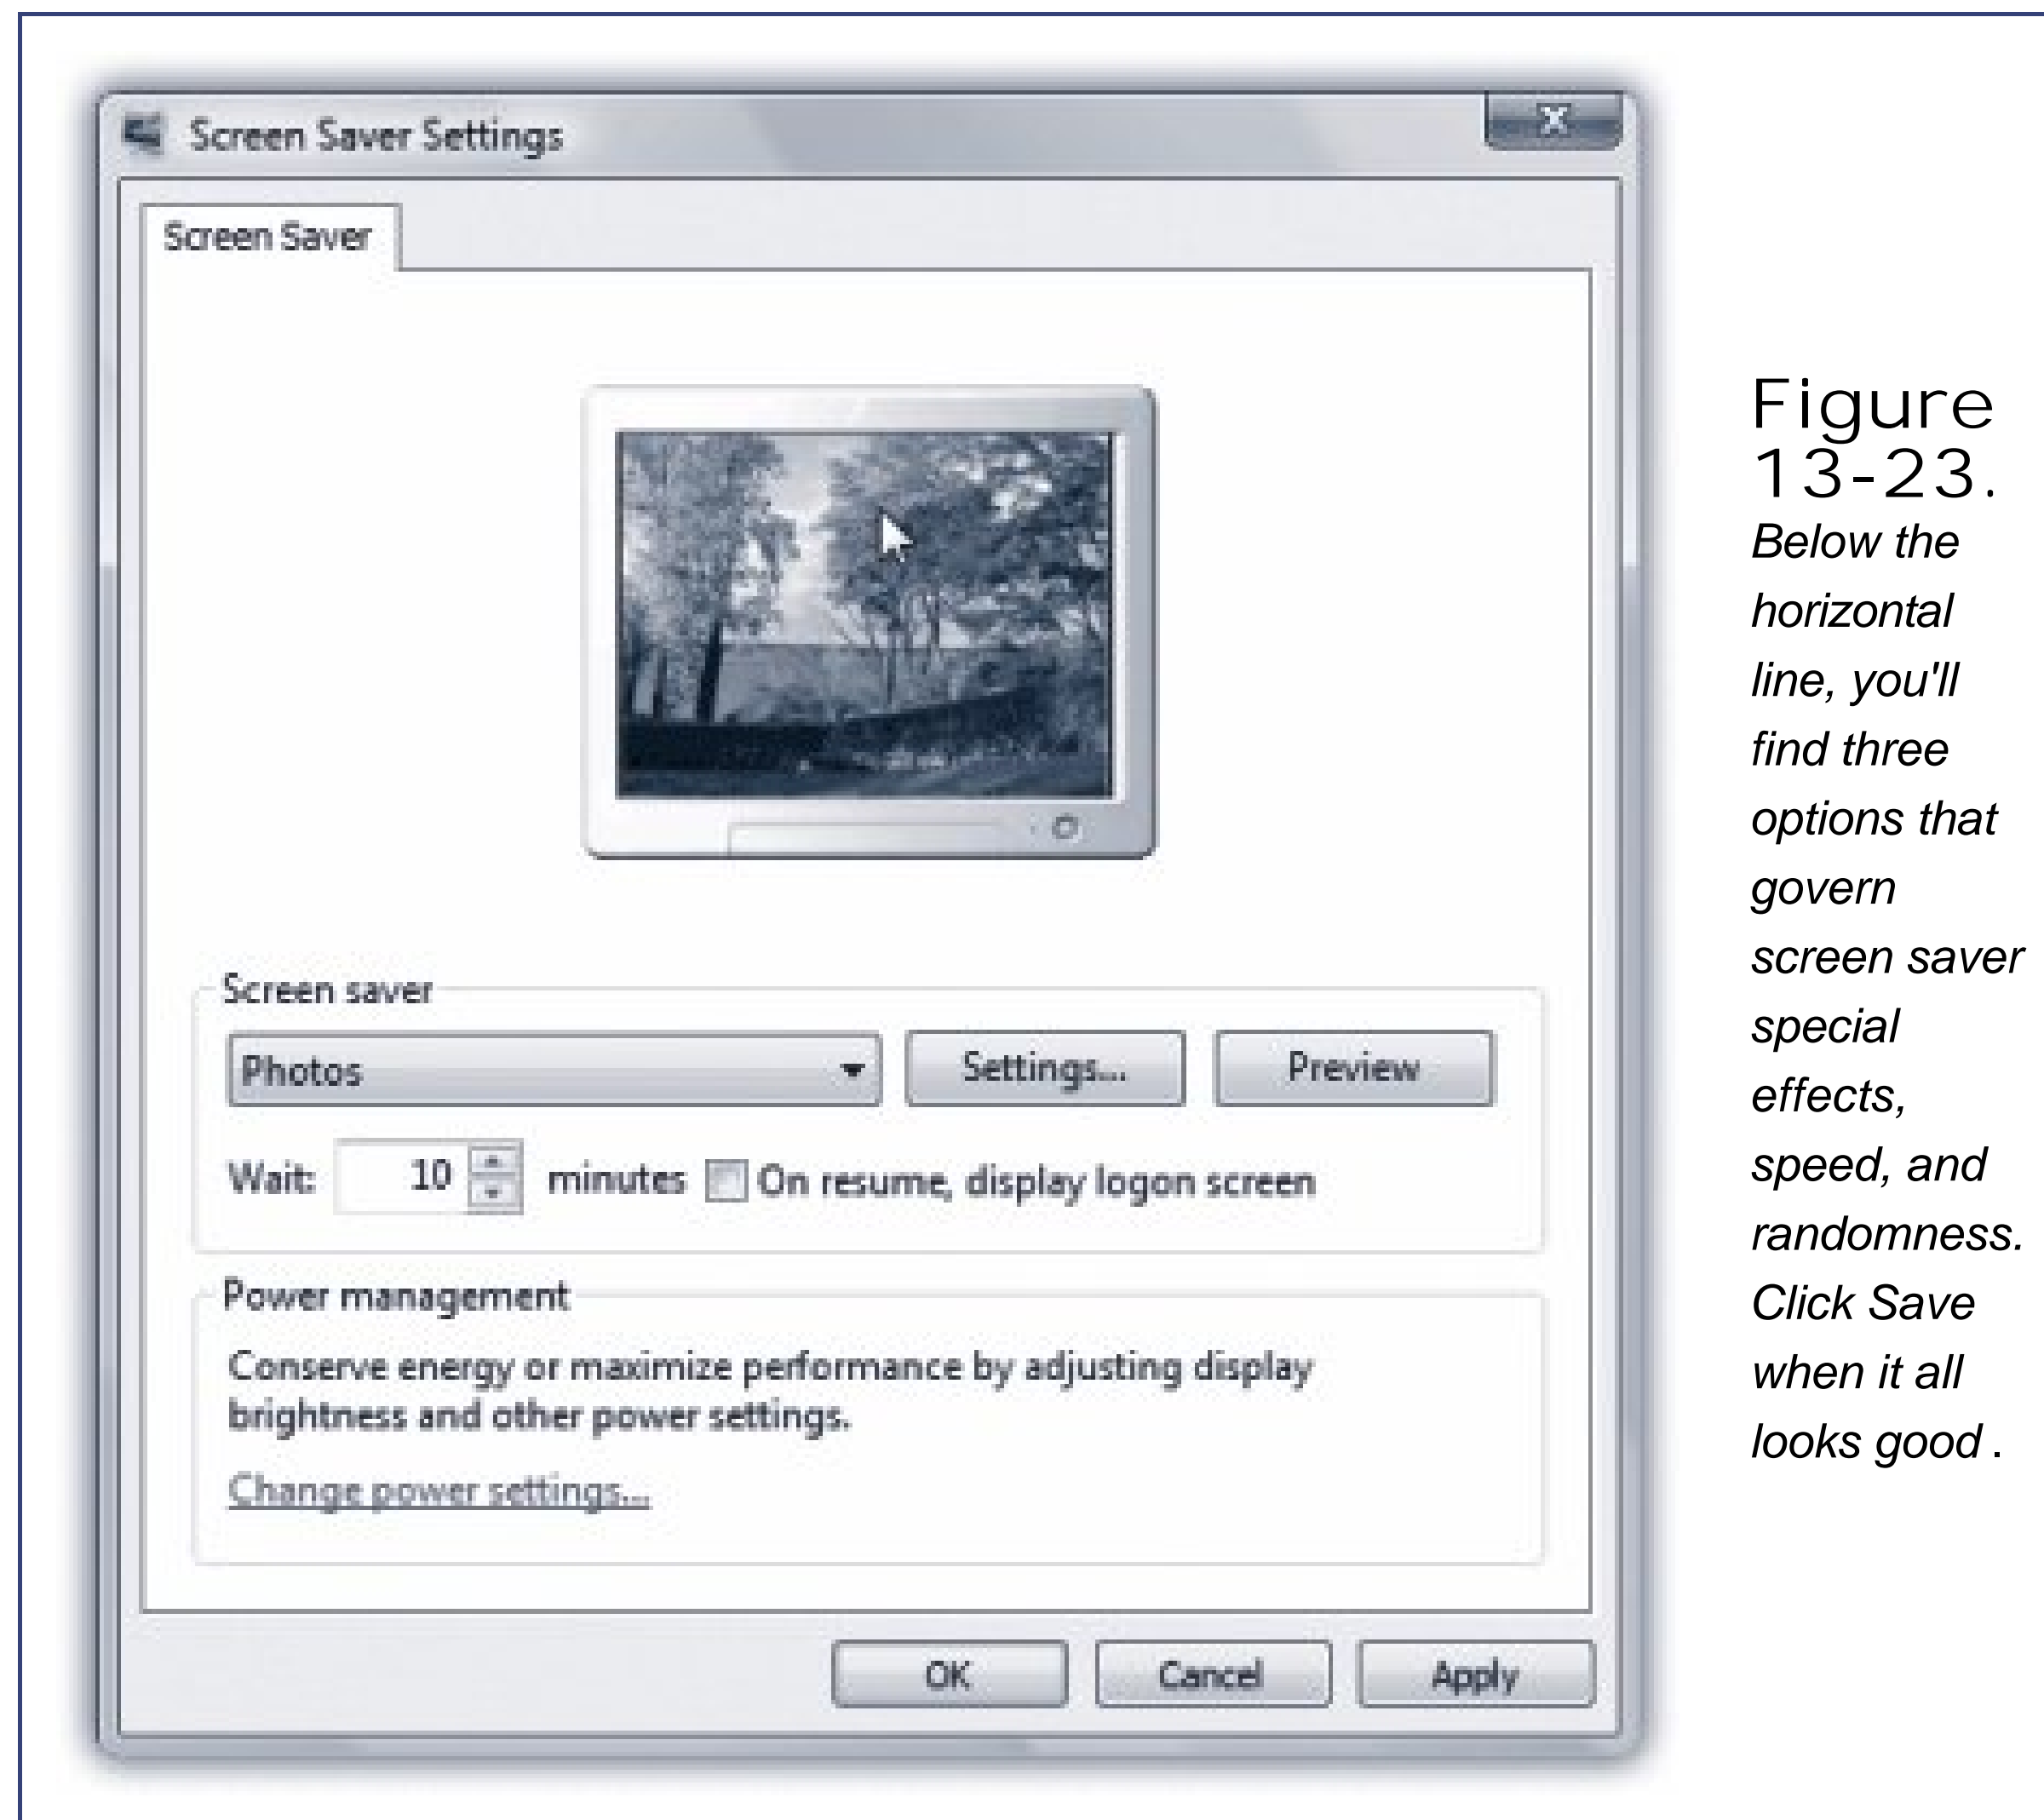 Screen Saver Settings
Screen Saver
Screen saver
Photos
Settings...
Preview
Wait: 10 minutes On resume, display logon screen
Power management
Conserve energy or maximize performance by adjusting display
brightness and other power settings.
Change power settings...
OK Cancel Apply
Figure
13-23.
Below the
horizontal
line, you'll
find three
options that
govern
screen saver
special
effects,
speed, and
randomness.
Click Save
when it all
looks good .